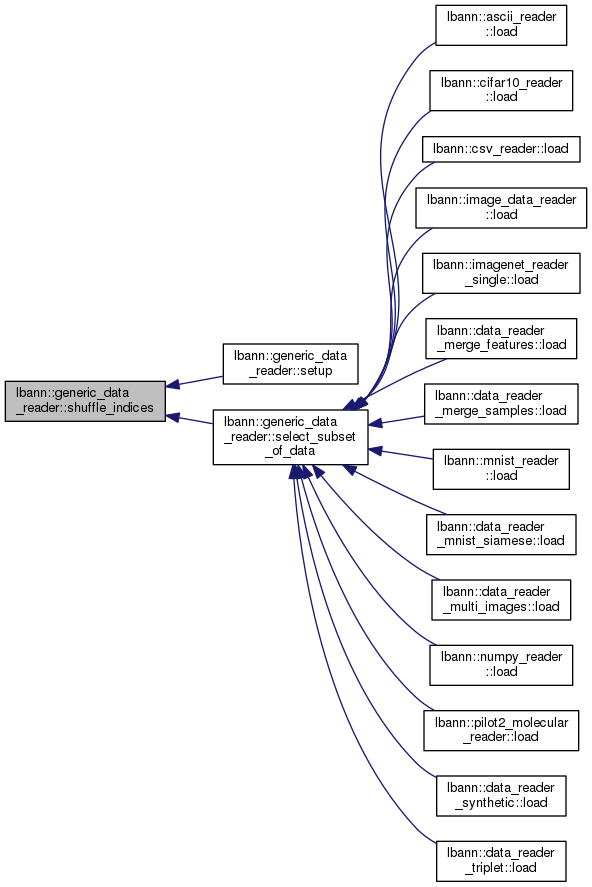 lbann::ascii_reader
::load
lbann::cifar10_reader
::load
lbann::csv_reader::load
lbann::image_data_reader
::load
lbann::imagenet_reader
_single::load
lbann::data_reader
_merge_features::load
lbann::generic_data
_reader::setup
lbann::generic_data
_reader::shuffle_indices
lbann::generic_data
_reader::select_subset
_of_data
lbann::data_reader
_merge_samples::load
lbann::mnist_reader
::load
lbann::data_reader
_mnist_siamese::load
lbann::data_reader
_multi_images::load
lbann::numpy_reader
::load
lbann::pilot2_molecular
_reader::load
lbann::data_reader
_synthetic::load
lbann::data_reader
_triplet::load